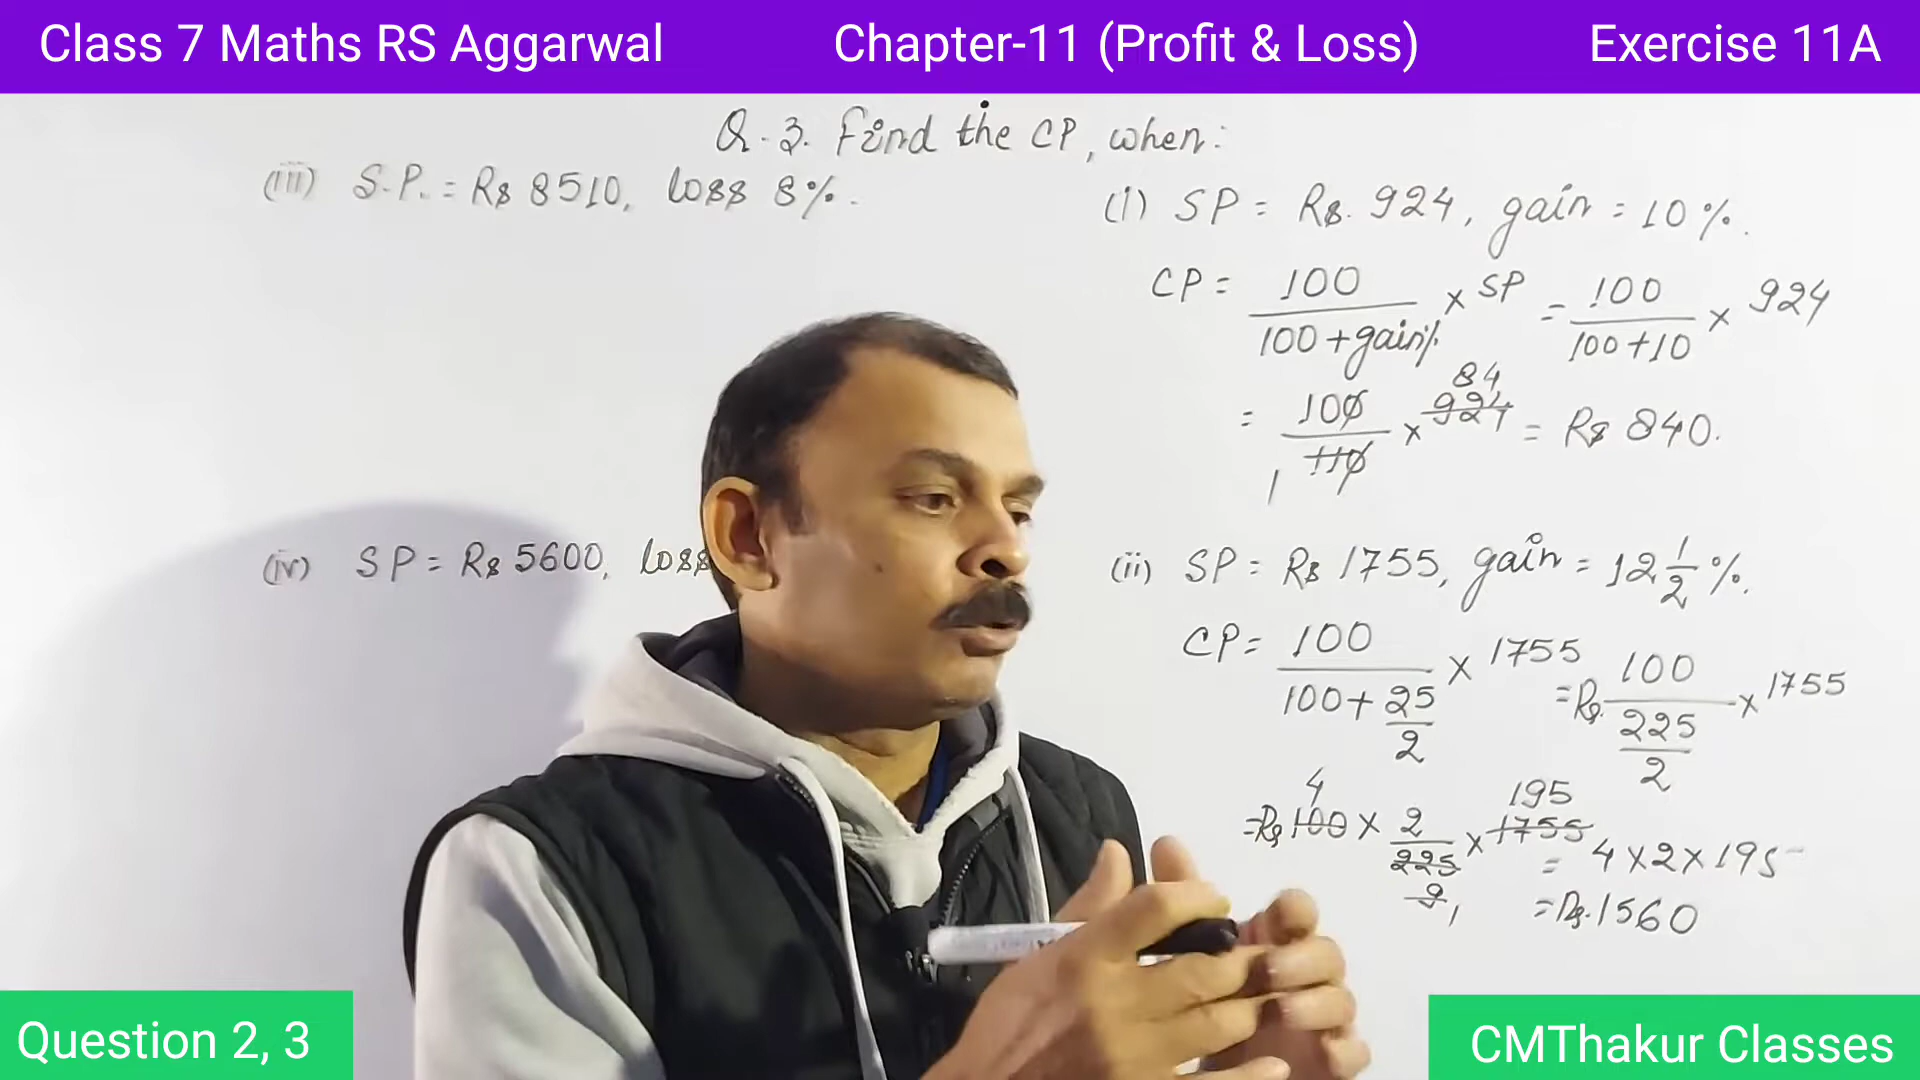 Class 7 Maths RS Aggarwal Chapter-11 (Profit & Loss) Exercise 11A
Q.3. Find the CP, when:
(iii) S.P. = Rs 8510, loss 8%.
(iv) SP = Rs 5600, loss
(i) SP = Rs. 924, gain = 10%.
CP = 100 / 100 + gain% × SP = 100 / 100+10 × 924
84
= 100 / 110 × 924 = Rs 840.
1
(ii) SP = Rs 1755, gain = 12 1/2 %.
CP = 100 / 100 + 25/2 × 1755 = Rs. 100 / 225/2 × 1755
4 195
= Rs 100 × 2 / 225 × 1755 = 4 × 2 × 195
9 1 = Rs. 1560
Question 2, 3
CMThakur Classes